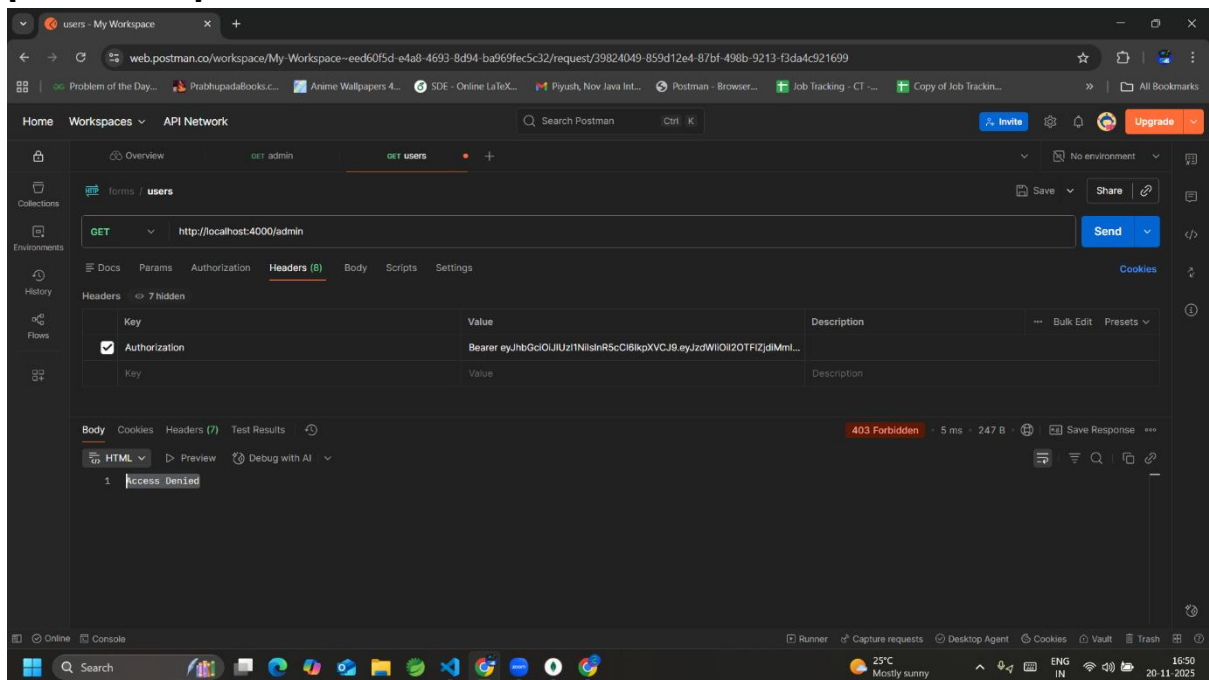 users - My Workspace
web.postman.co/workspace/My-Workspace~eed60f5d-e4a8-4693-8d94-ba969fec5c32/request/39824049-859d12e4-87bf-498b-9213-f3da4c921699
Problem of the Day... PrabhupadaBooks.c... Anime Wallpapers 4... SDE - Online LaTeX... Piyush, Nov Java Int... Postman - Browser... Job Tracking - CT -... Copy of Job Trackin... » All Bookmarks
Home Workspaces API Network Search Postman Ctrl K Invite Upgrade
Overview GET admin GET users No environment
HTTP forms / users Save Share
Collections
GET http://localhost:4000/admin Send
Environments
Docs Params Authorization Headers (8) Body Scripts Settings Cookies
History
Headers 7 hidden
Key Value Description ... Bulk Edit Presets
Flows
Authorization Bearer
Key Value Description
Body Cookies Headers (7) Test Results 403 Forbidden • 5 ms • 247 B • Save Response
HTML Preview Debug with AI
1 Access Denied
Online Console Runner Capture requests Desktop Agent Cookies Vault Trash
Search zoom 25°C Mostly sunny ENG IN 16:50 20-11-2025